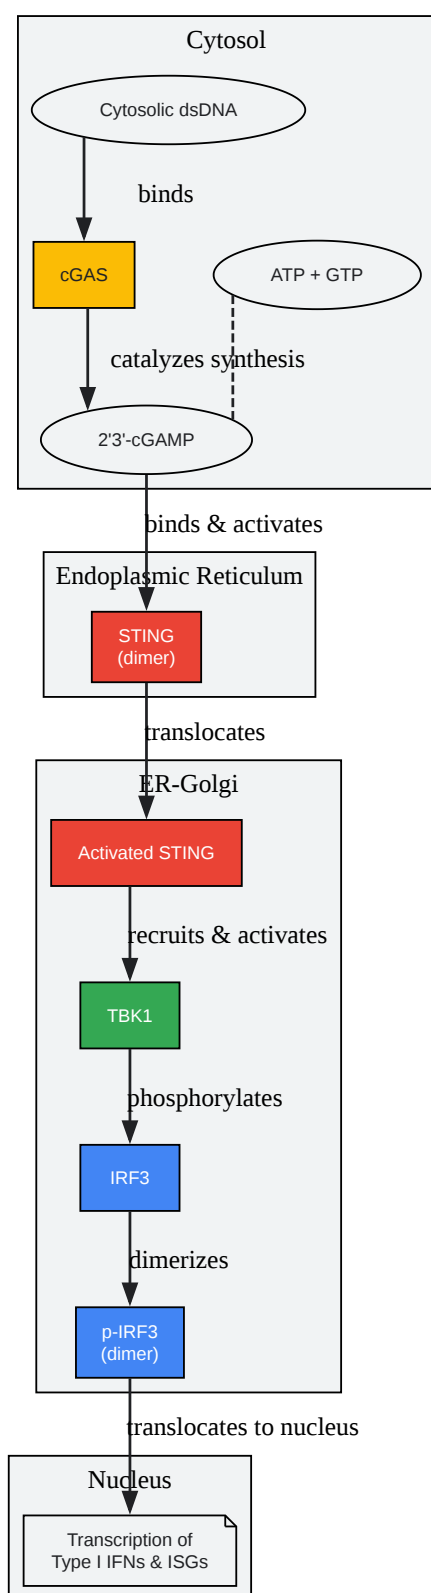 Cytosol
Cytosolic dsDNA
binds
cGAS
ATP + GTP
catalyzes synthesis
2'3'-cGAMP
binds & activates
Endoplasmic Reticulum
STING
(dimer)
translocates
ER-Golgi
Activated STING
recruits & activates
TBK1
phosphorylates
IRF3
dimerizes
p-IRF3
(dimer)
translocates to nucleus
Nucleus
Transcription of
Type I IFNs & ISGs